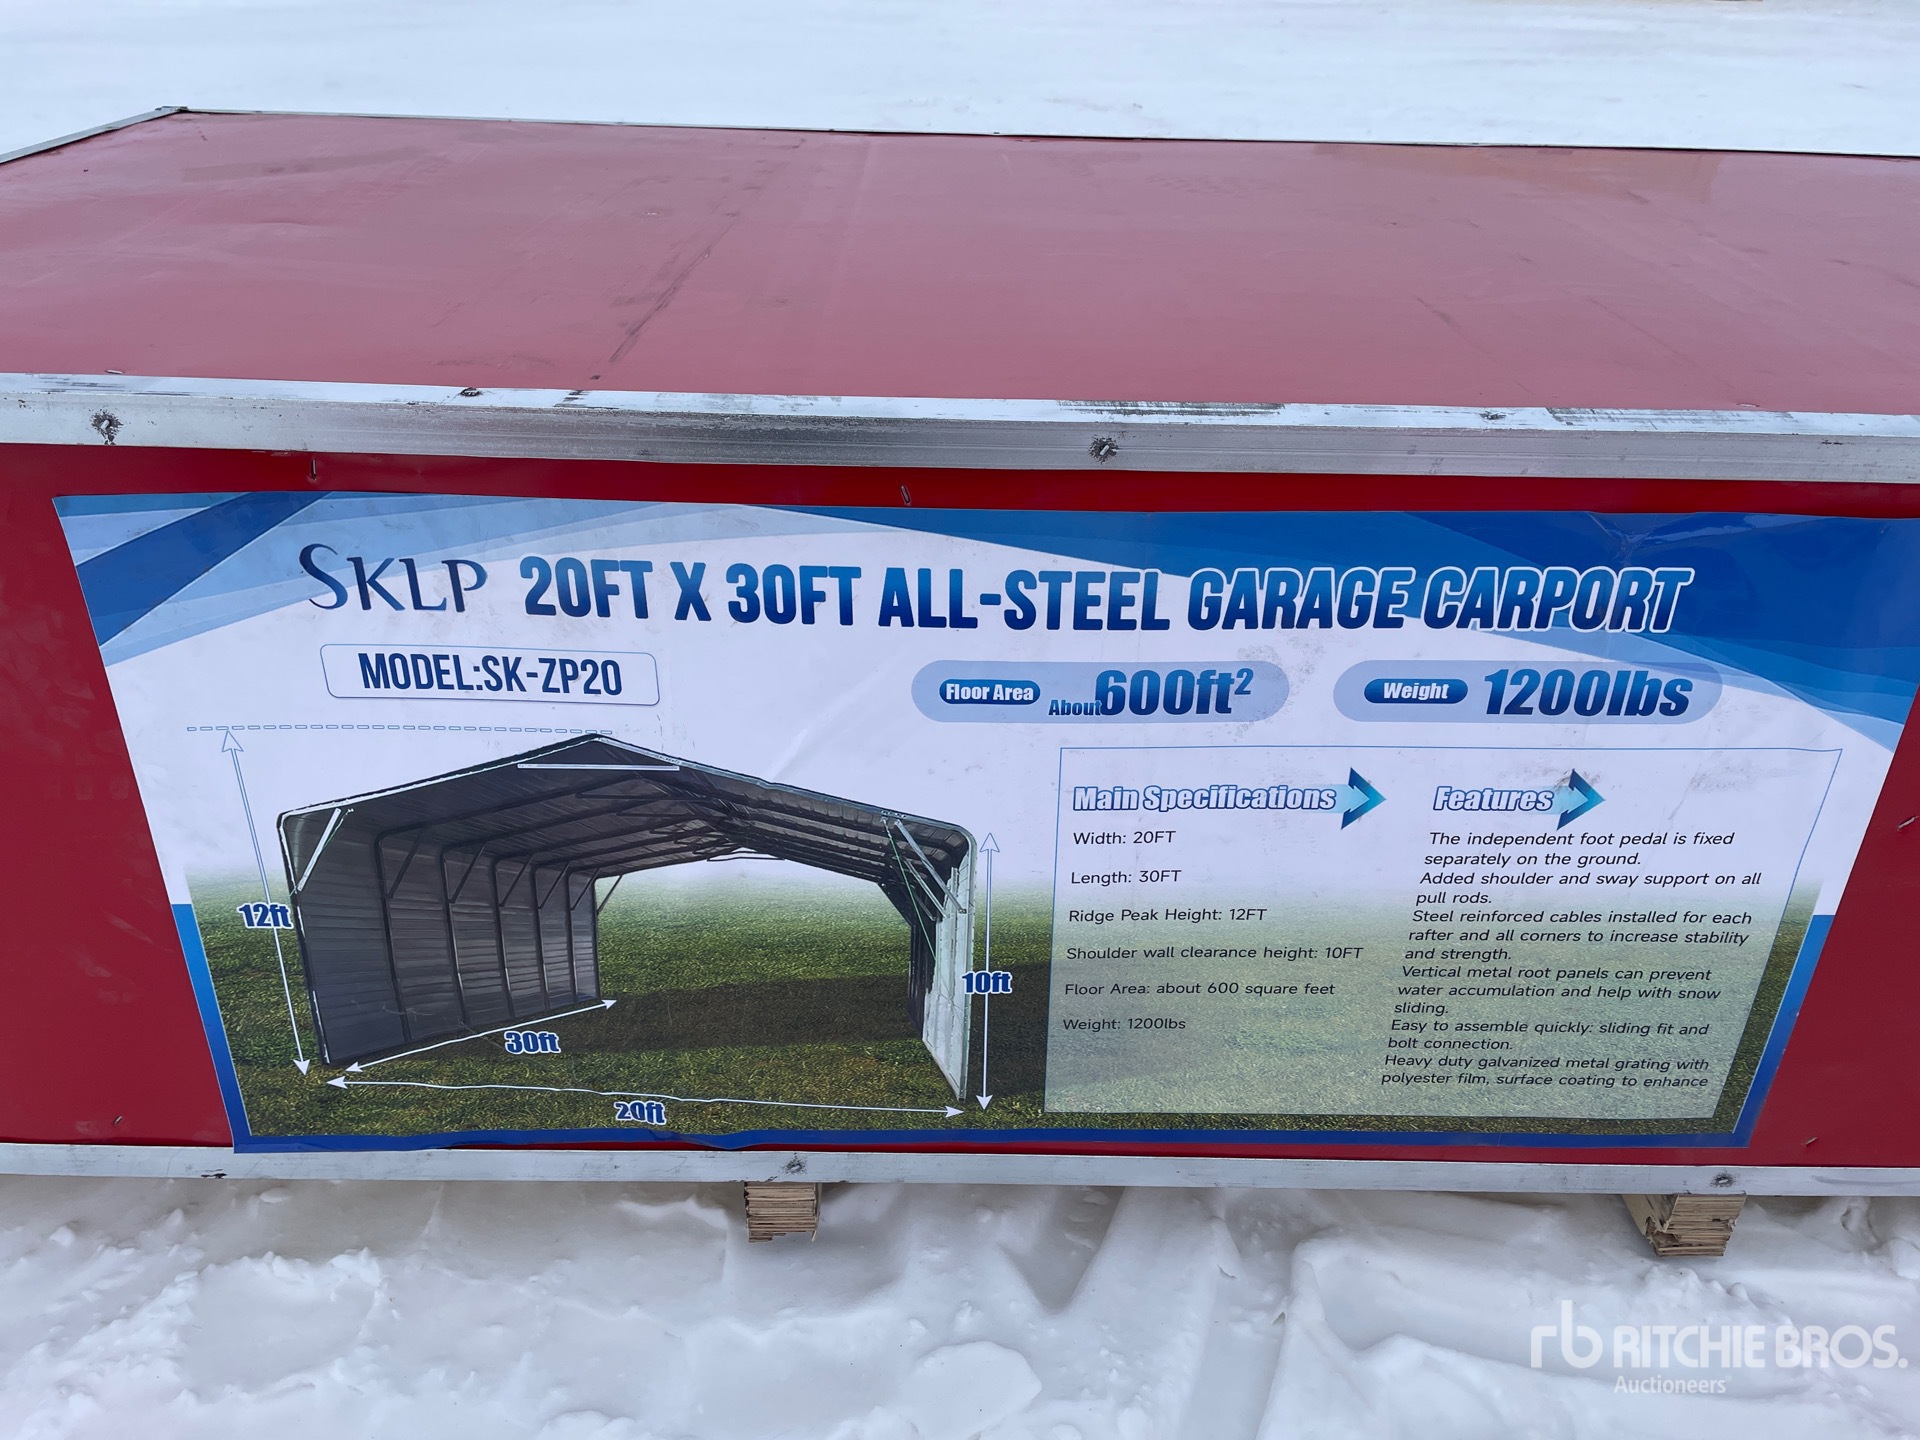 SKLP 20FT X 30FT ALL-STEEL GARAGE CARPORT
MODEL:SK-ZP20
Floor Area About 600ft²
Weight 1200lbs
12ft
30ft
20ft
10ft
Main Specifications
Width: 20FT
Length: 30FT
Ridge Peak Height: 12FT
Shoulder wall clearance height: 10FT
Floor Area: about 600 square feet
Weight: 1200lbs
Features
The independent foot pedal is fixed
separately on the ground.
Added shoulder and sway support on all
pull rods.
Steel reinforced cables installed for each
rafter and all corners to increase stability
and strength.
Vertical metal root panels can prevent
water accumulation and help with snow
sliding.
Easy to assemble quickly: sliding fit and
bolt connection.
Heavy duty galvanized metal grating with
polyester film, surface coating to enhance
rb RITCHIE BROS.
Auctioneers